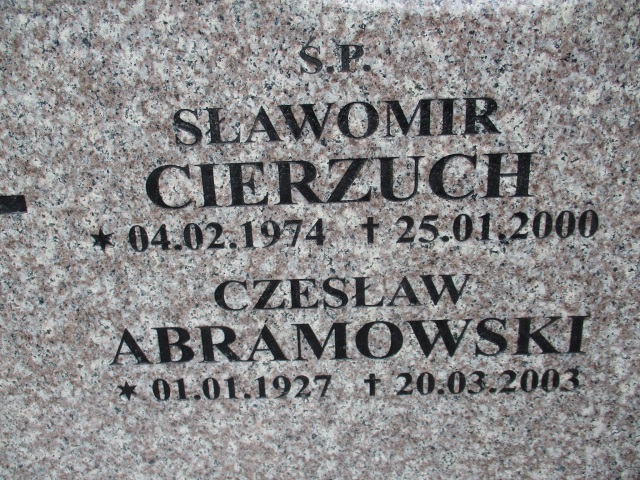 Ś.P.
SŁAWOMIR
CIERZUCH
★ 04.02.1974 † 25.01.2000
CZESŁAW
ABRAMOWSKI
★ 01.01.1927 † 20.03.2003